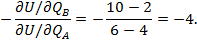 −∂U/∂Q_B / ∂U/∂Q_A = −10 − 2 / 6 − 4 = −4.